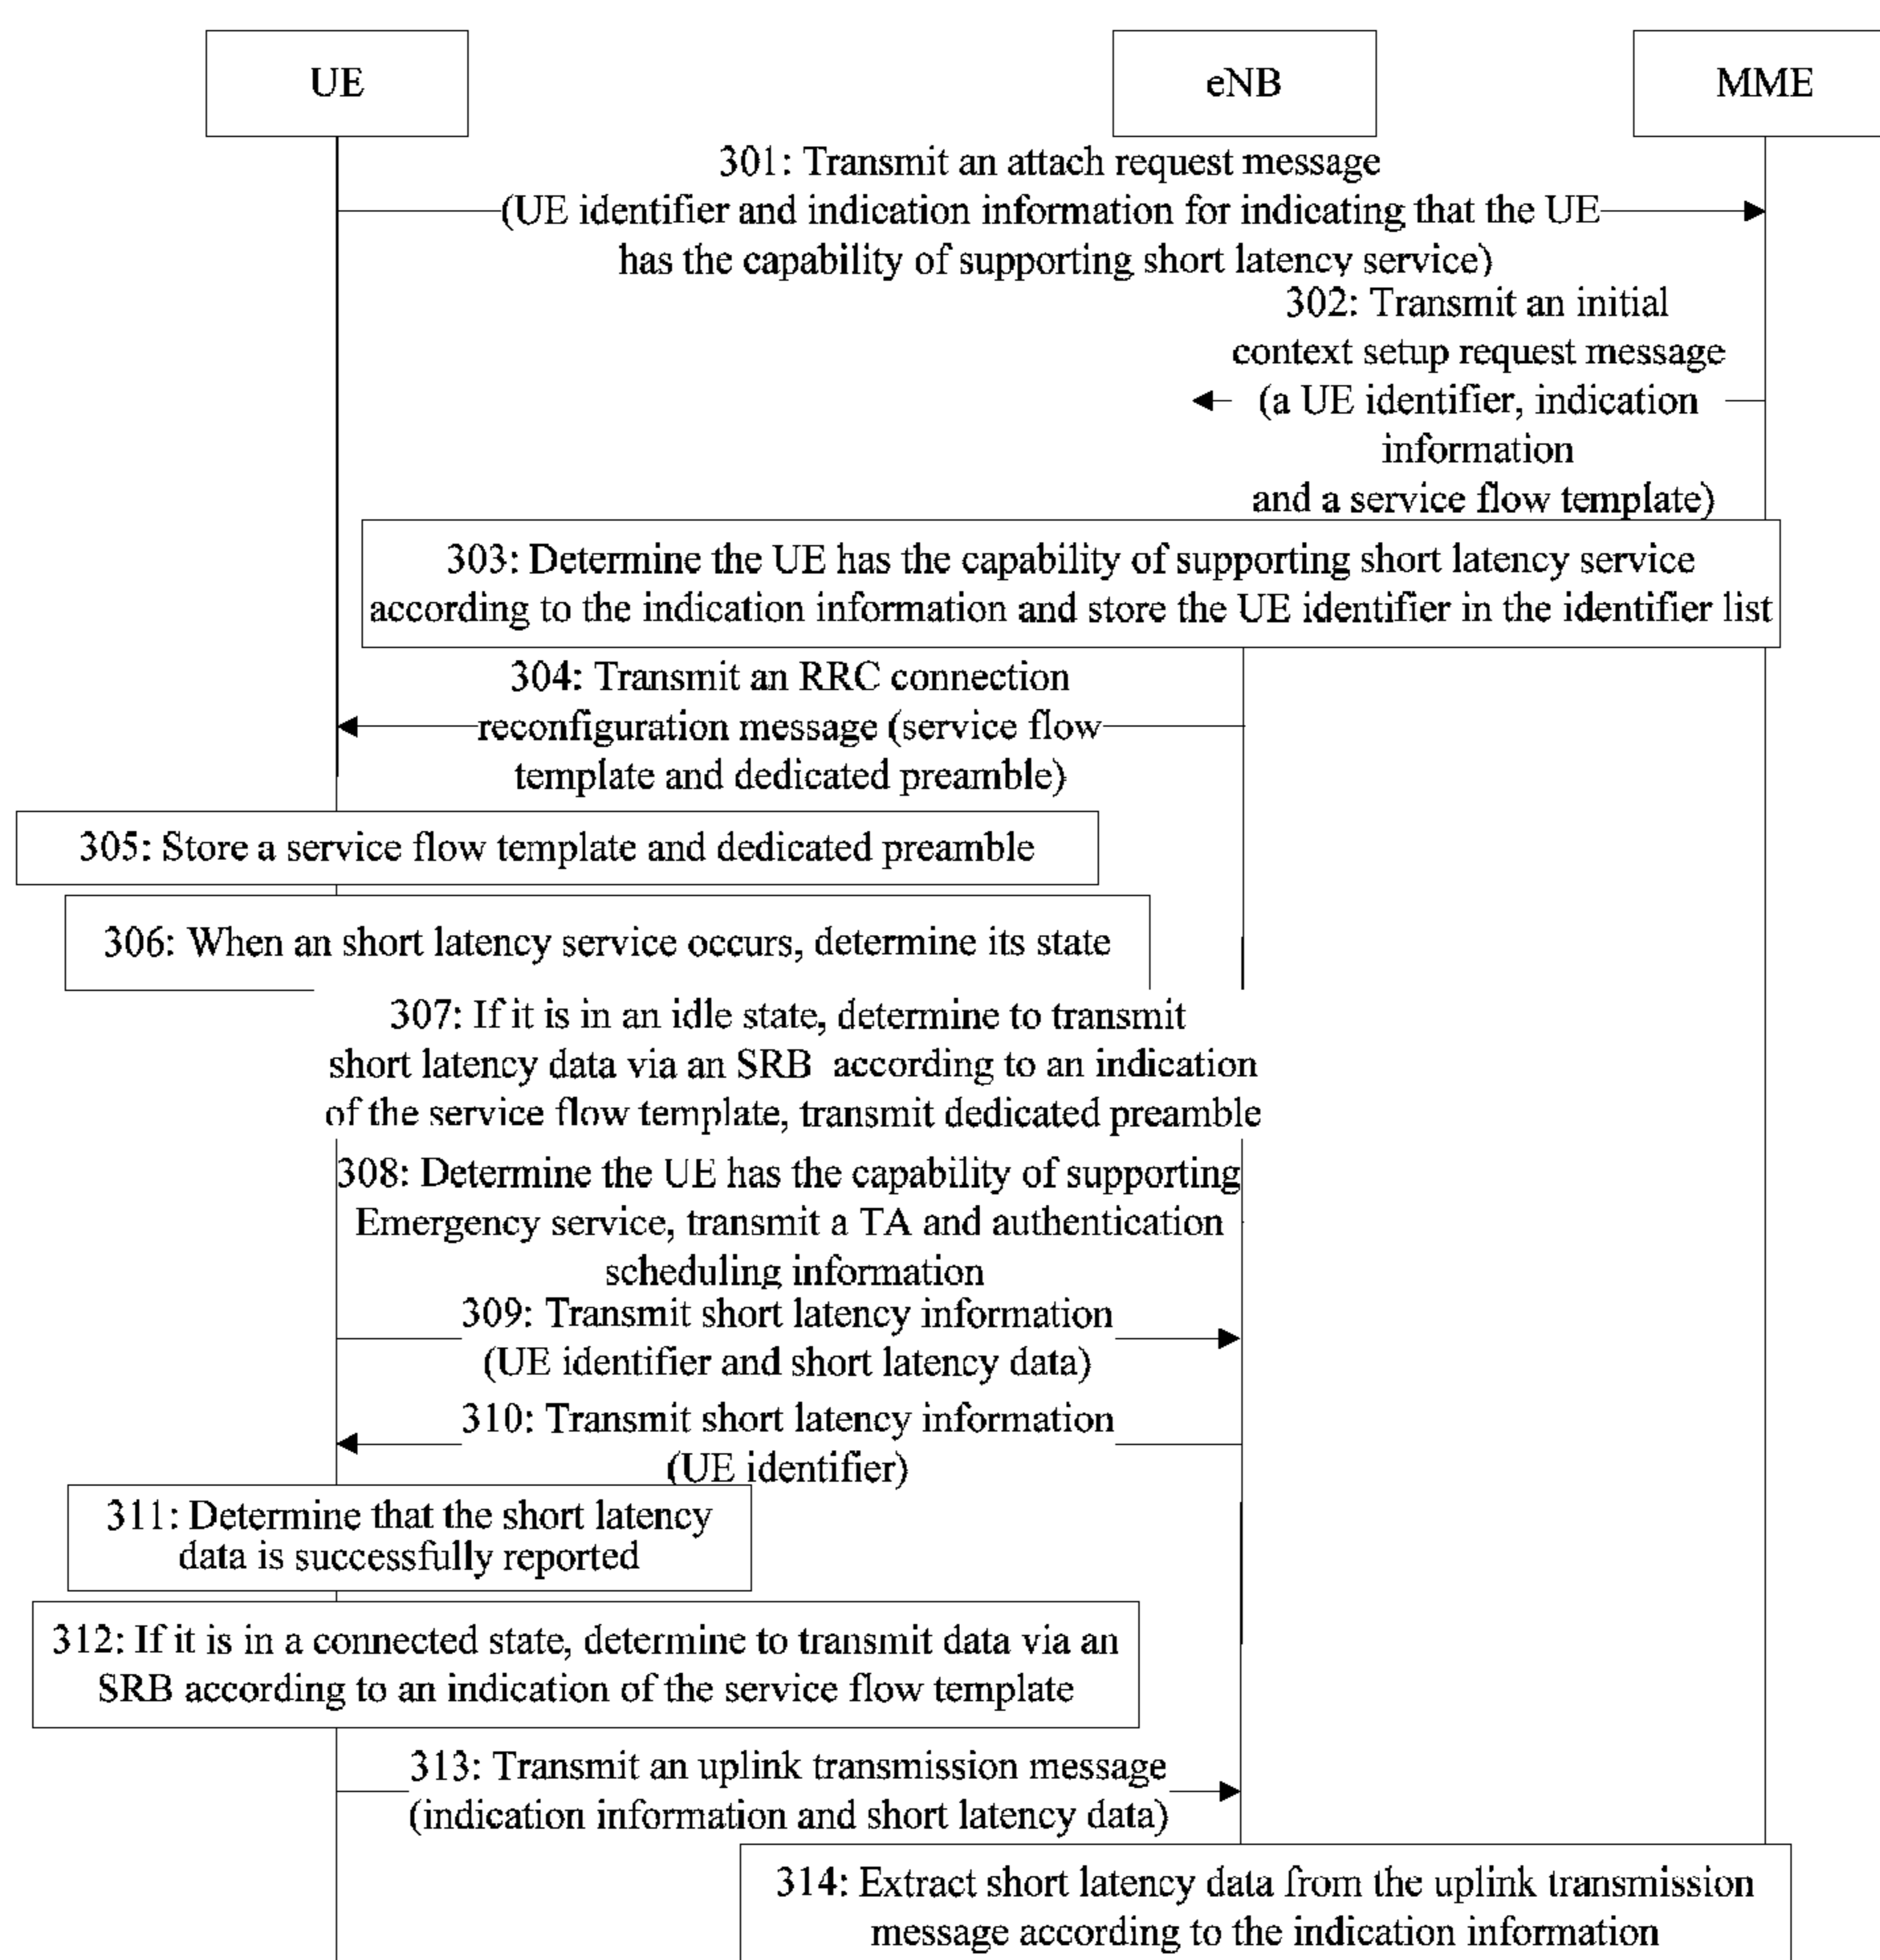 UE
eNB
MME
301: Transmit an attach request message
(UE identifier and indication information for indicating that the UE
has the capability of supporting short latency service)
302: Transmit an initial
context setup request message
(a UE identifier, indication
information
and a service flow template)
303: Determine the UE has the capability of supporting short latency service
according to the indication information and store the UE identifier in the identifier list
304: Transmit an RRC connection
reconfiguration message (service flow
template and dedicated preamble)
305: Store a service flow template and dedicated preamble
306: When an short latency service occurs, determine its state
307: If it is in an idle state, determine to transmit
short latency data via an SRB according to an indication
of the service flow template, transmit dedicated preamble
308: Determine the UE has the capability of supporting
Emergency service, transmit a TA and authentication
scheduling information
309: Transmit short latency information
(UE identifier and short latency data)
310: Transmit short latency information
(UE identifier)
311: Determine that the short latency
data is successfully reported
312: If it is in a connected state, determine to transmit data via an
SRB according to an indication of the service flow template
313: Transmit an uplink transmission message
(indication information and short latency data)
314: Extract short latency data from the uplink transmission
message according to the indication information